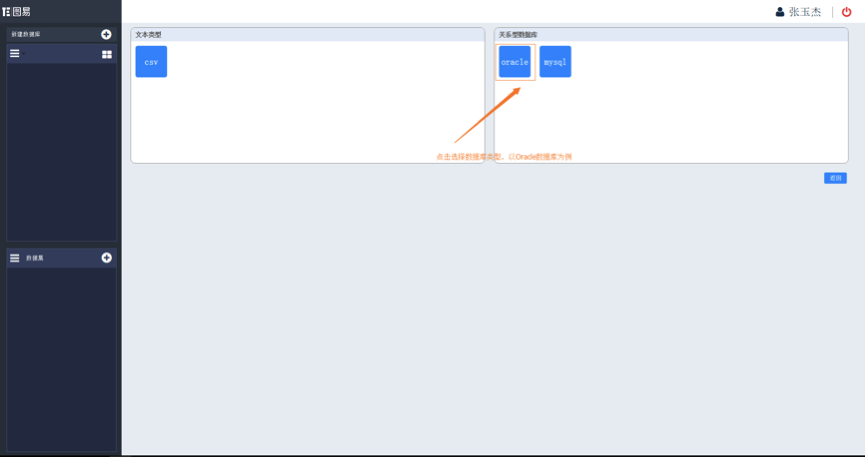 图易
张玉杰
新建数据库
文本类型
关系型数据库
csv
oracle
mysql
点击选择数据库类型，以Oracle数据库为例
返回
数据集